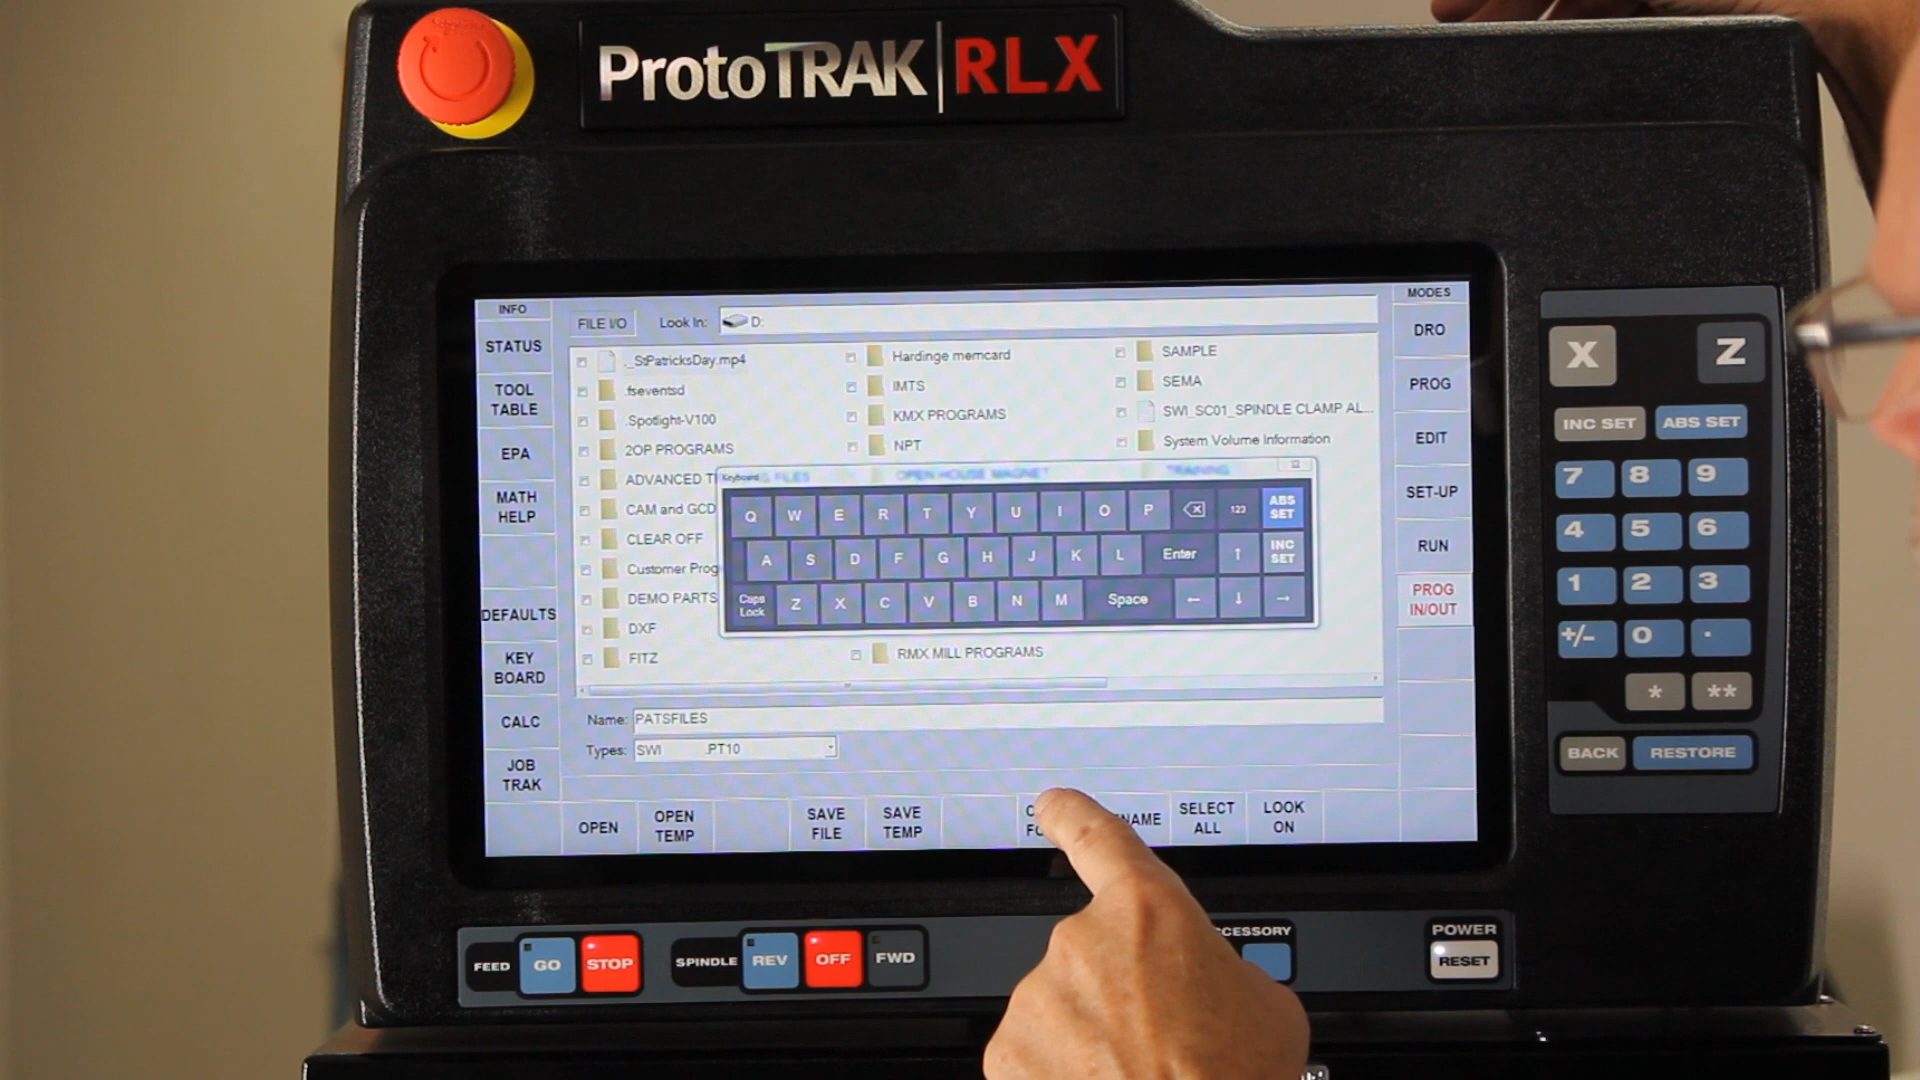 ProtoTRAK RLX
INFO
STATUS
TOOL
TABLE
EPA
MATH
HELP
DEFAULTS
KEY
BOARD
CALC
JOB
TRAK
FILE I/O Look In: D:
._StPatricksDay.mp4
.fseventsd
.Spotlight-V100
2OP PROGRAMS
ADVANCED
CAM and GCD
CLEAR OFF
Customer Prog
DEMO PARTS
DXF
FITZ
Hardinge memcard
IMTS
KMX PROGRAMS
NPT
OPEN HOUSE MAGNET
RMX MILL PROGRAMS
SAMPLE
SEMA
SWI_SC01_SPINDLE CLAMP AL...
System Volume Information
TRAINING
Keyboard
FILES
Q W E R T Y U I O P 123 ABS SET
A S D F G H J K L Enter ↑ INC SET
Caps Lock Z X C V B N M Space ← ↓ →
Name: PATSFILES
Types: SWI .PT10
OPEN
OPEN
TEMP
SAVE
FILE
SAVE
TEMP
SELECT
ALL
LOOK
ON
MODES
DRO
PROG
EDIT
SET-UP
RUN
PROG
IN/OUT
X Z
INC SET ABS SET
7 8 9
4 5 6
1 2 3
+/- 0 .
* **
BACK RESTORE
FEED GO STOP
SPINDLE REV OFF FWD
POWER
RESET